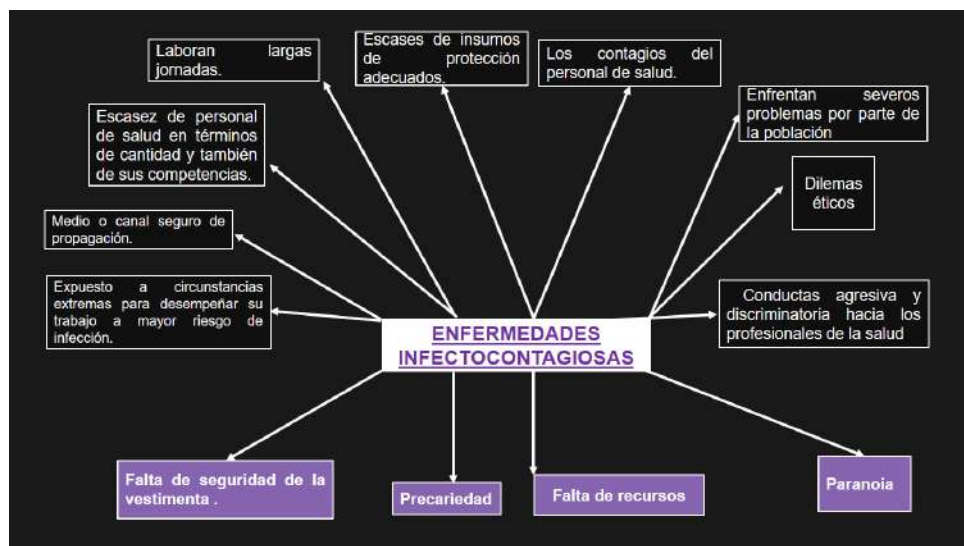 Laboran largas
jornadas.
Escases de insumos
de protección
adecuados.
Los contagios del
personal de salud.
Enfrentan severos
problemas por parte de
la población
Escasez de personal
de salud en términos
de cantidad y también
de sus competencias.
Dilemas
éticos
Medio o canal seguro de
propagación.
Expuesto a circunstancias
extremas para desempeñar su
trabajo a mayor riesgo de
infección.
Conductas agresiva y
discriminatoria hacia los
profesionales de la salud
ENFERMEDADES
INFECTOCONTAGIOSAS
Falta de seguridad de la
vestimenta .
Precariedad
Falta de recursos
Paranoia